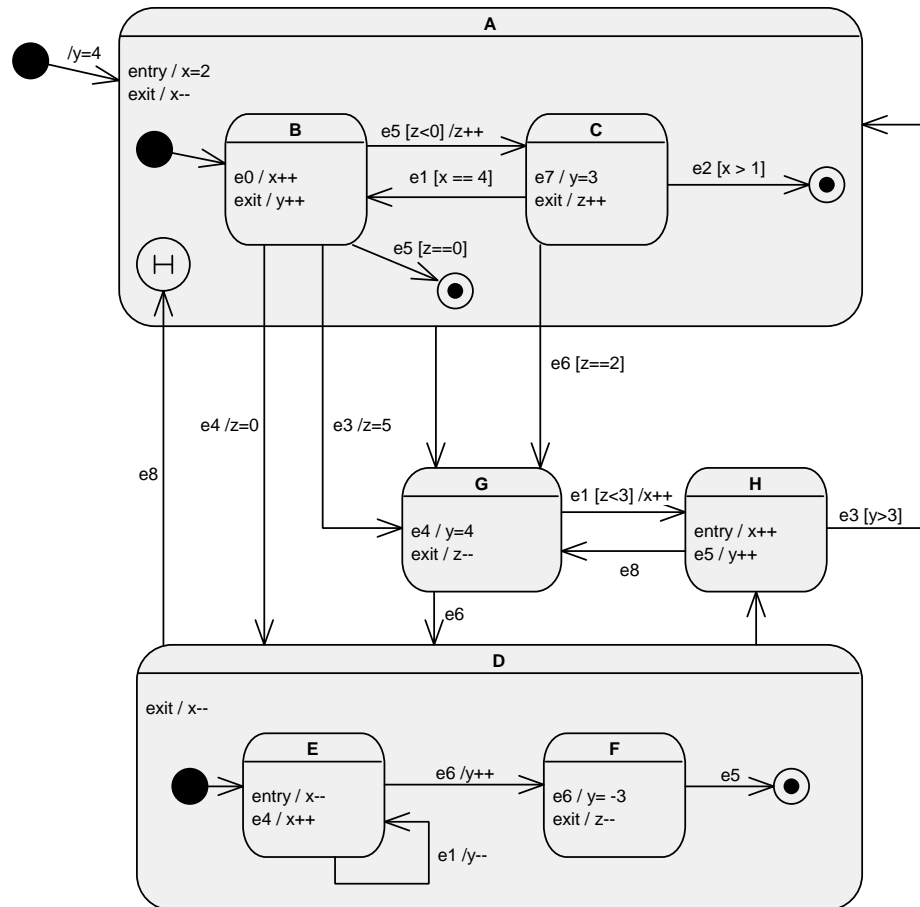 A
/y=4
entry / x=2
exit / x--
B
e0 / x++
exit / y++
e5 [z<0] /z++
e1 [x == 4]
C
e7 / y=3
exit / z++
e2 [x > 1]
e5 [z==0]
H
e6 [z==2]
e4 /z=0
e3 /z=5
e8
G
e4 / y=4
exit / z--
e1 [z<3] /x++
e8
H
entry / x++
e5 / y++
e3 [y>3]
e6
D
exit / x--
E
entry / x--
e4 / x++
e6 /y++
e1 /y--
F
e6 / y= -3
exit / z--
e5